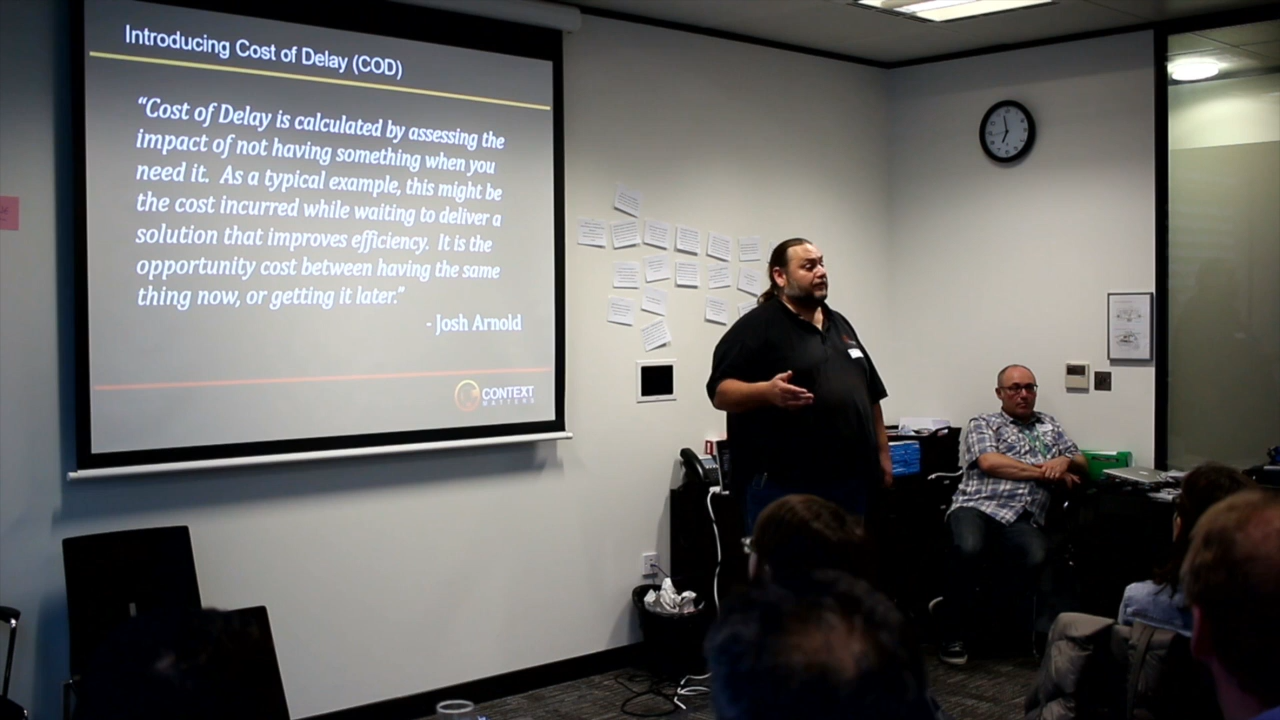 Introducing Cost of Delay (COD)
“Cost of Delay is calculated by assessing the
impact of not having something when you
need it. As a typical example, this might be
the cost incurred while waiting to deliver a
solution that improves efficiency. It is the
opportunity cost between having the same
thing now, or getting it later.”
- Josh Arnold
CONTEXT
MATTERS